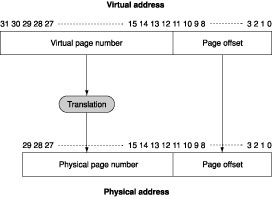 Virtual address
31 30 29 28 27 ---------------- 15 14 13 12 11 10 9 8 ---------- 3 2 1 0
Virtual page number Page offset
Translation
29 28 27 ---------------- 15 14 13 12 11 10 9 8 ---------- 3 2 1 0
Physical page number Page offset
Physical address